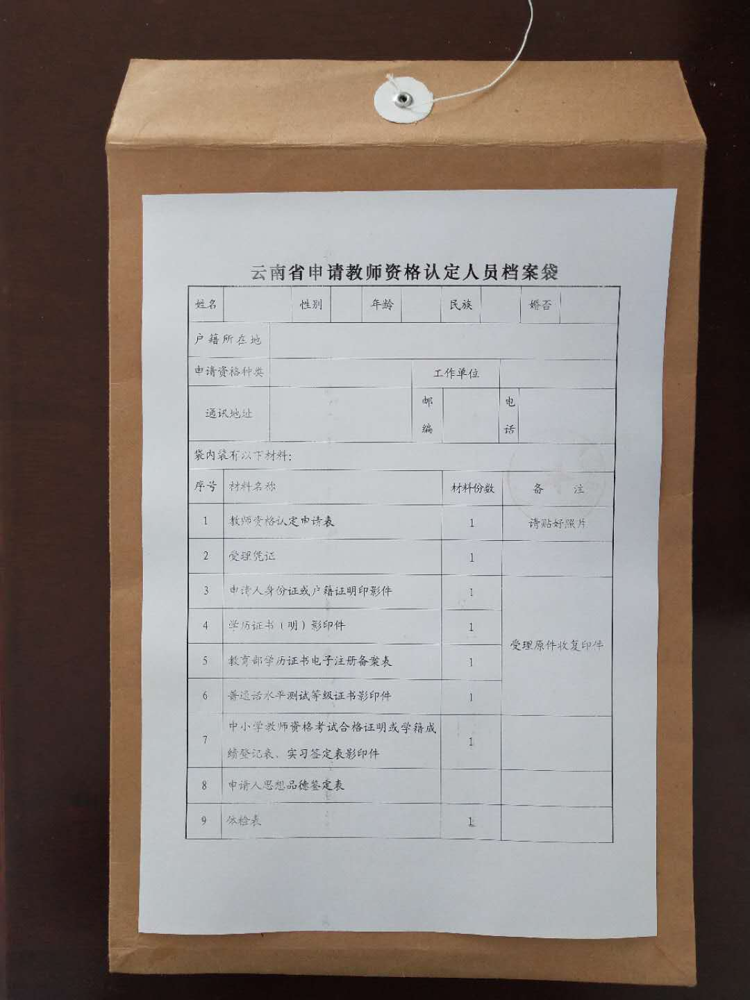 云南省申请教师资格认定人员档案袋
姓名 性别 年龄 民族 婚否
户籍所在地
申请资格种类 工作单位
通讯地址 邮编 电话
袋内装有以下材料：
序号 材料名称 材料份数 备 注
1 教师资格认定申请表 1 请贴好照片
2 受理凭证 1
3 申请人身份证或户籍证明印影件 1
4 学历证书（明）影印件 1
受理原件收复印件
5 教育部学历证书电子注册备案表 1
6 普通话水平测试等级证书影印件 1
中小学教师资格考试合格证明或学籍成
7 1
绩登记表、实习签定表影印件
8 申请人思想品德鉴定表
9 体检表 1